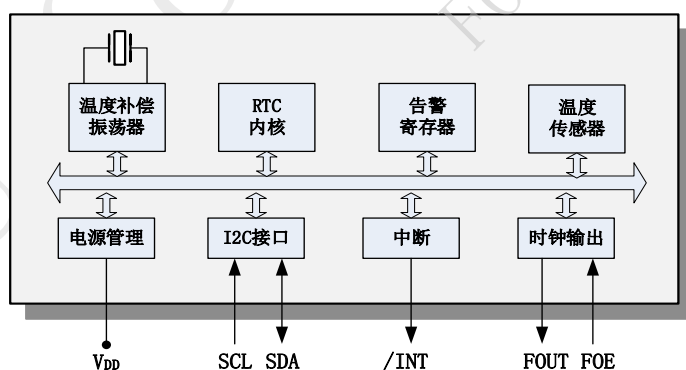 温度补偿
振荡器
RTC
内核
告警
寄存器
温度
传感器
电源管理
I2C接口
中断
时钟输出
VDD
SCL SDA
/INT
FOUT FOE